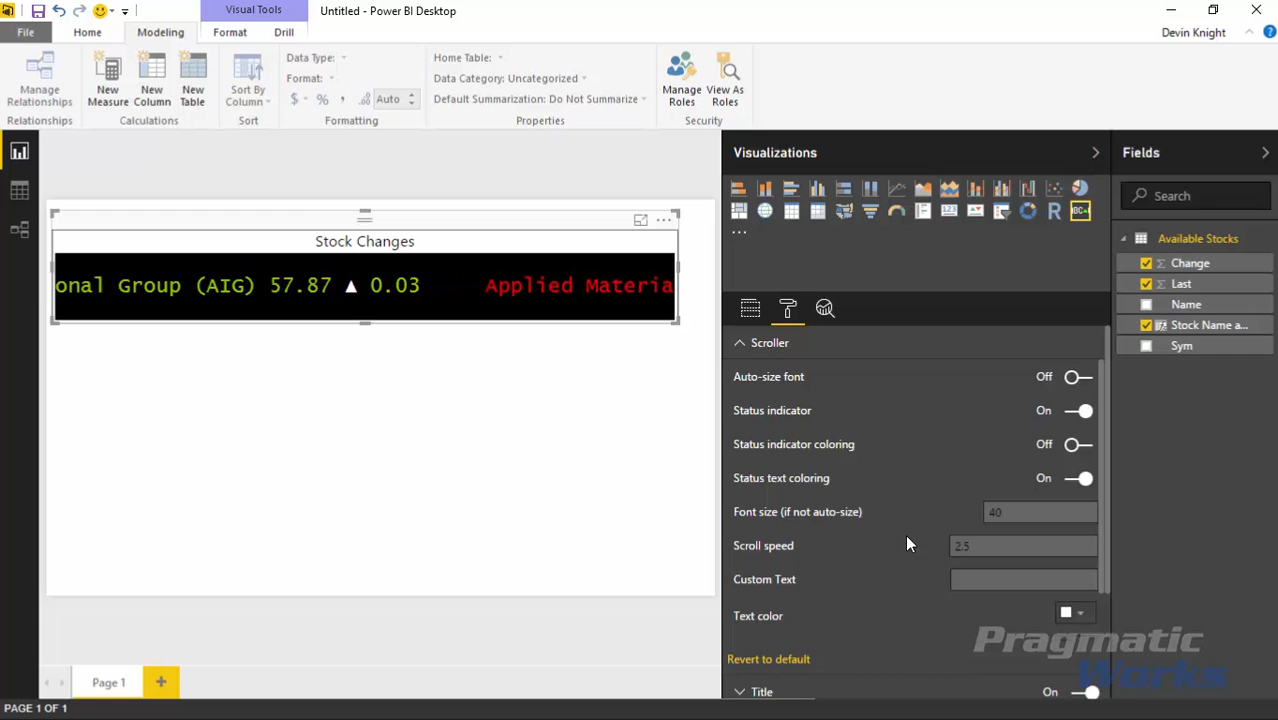 Visual Tools
Untitled - Power BI Desktop
File
Home
Modeling
Format
Drill
Devin Knight
Manage
Relationships
Relationships
New
Measure
New
Column
New
Table
Calculations
Sort By
Column
Sort
Data Type:
Format:
$ % , .00 Auto
Formatting
Home Table:
Data Category: Uncategorized
Default Summarization: Do Not Summarize
Properties
Manage
Roles
View As
Roles
Security
Stock Changes
onal Group (AIG) 57.87 ▲ 0.03 Applied Materia
Visualizations
Fields
Search
Available Stocks
Change
Last
Name
Stock Name a...
Sym
Scroller
Auto-size font Off
Status indicator On
Status indicator coloring Off
Status text coloring On
Font size (if not auto-size) 40
Scroll speed 2.5
Custom Text
Text color
Revert to default
Title On
Pragmatic
Works
Page 1
PAGE 1 OF 1